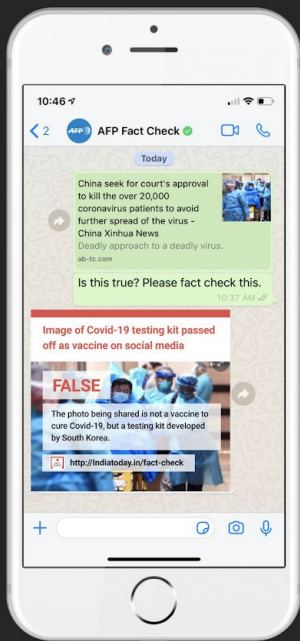 10:46
2
AFP
AFP Fact Check
Today
China seek for court's approval
to kill the over 20,000
coronavirus patients to avoid
further spread of the virus -
China Xinhua News
Deadly approach to a deadly virus.
ab-tc.com
Is this true? Please fact check this.
10:37 AM
Image of Covid-19 testing kit passed
off as vaccine on social media
FALSE
The photo being shared is not a vaccine to
cure Covid-19, but a testing kit developed
by South Korea.
http://Indiatoday.in/fact-check